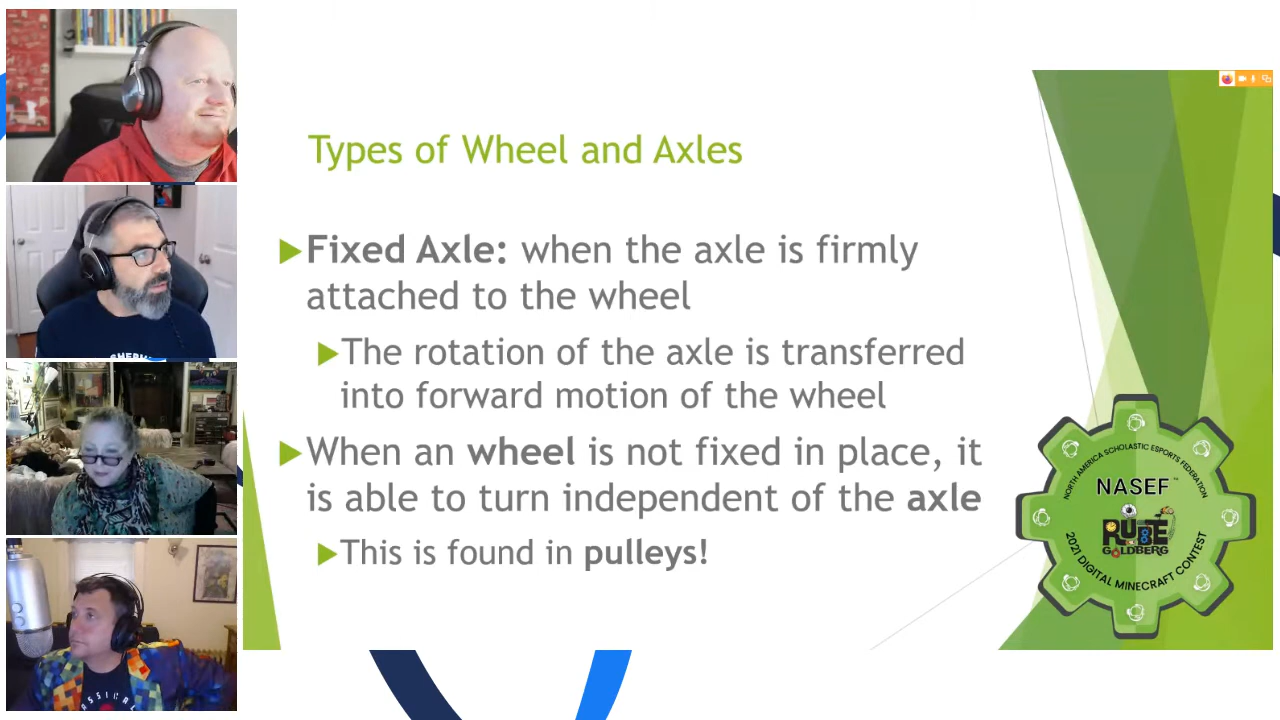 Types of Wheel and Axles
Fixed Axle: when the axle is firmly
attached to the wheel
The rotation of the axle is transferred
into forward motion of the wheel
When an wheel is not fixed in place, it
is able to turn independent of the axle
This is found in pulleys!
NORTH AMERICA SCHOLASTIC ESPORTS FEDERATION
NASEF™
RUBE
GOLDBERG
2021 DIGITAL MINECRAFT CONTEST